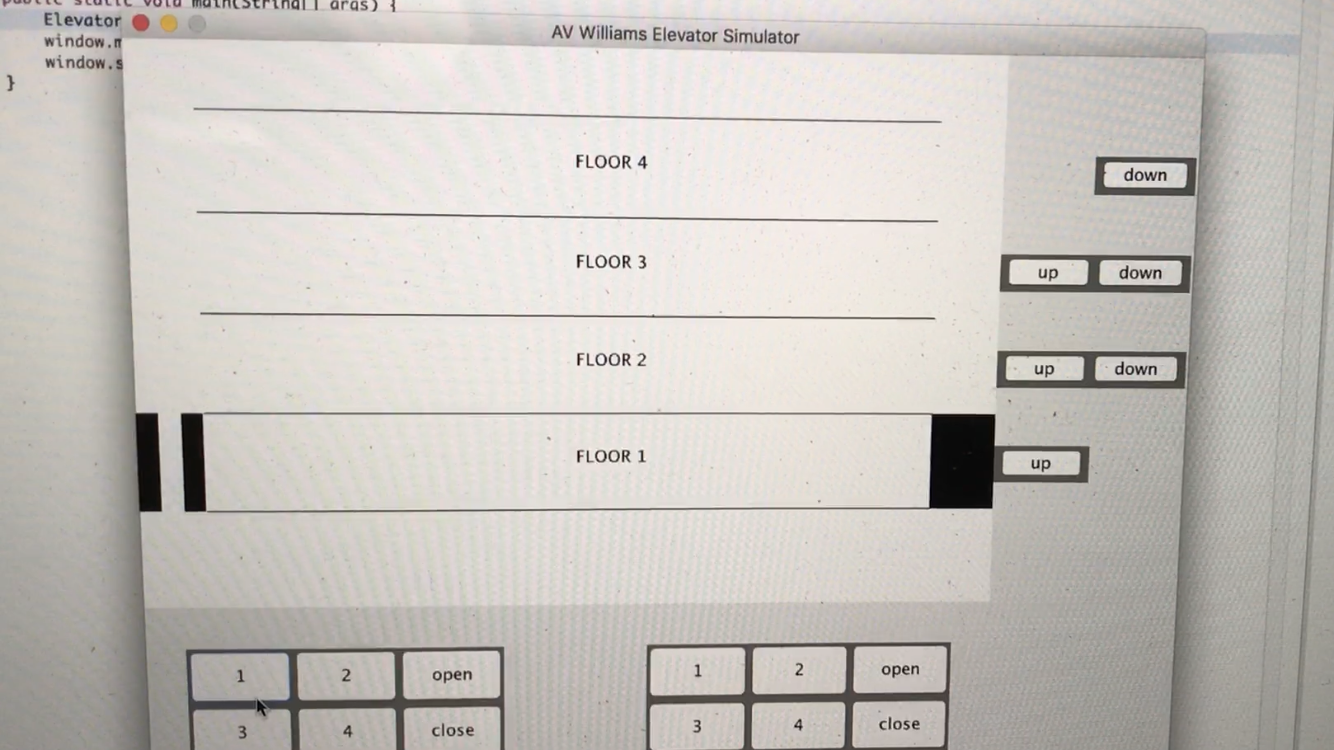 public static void main(String[] args) {
Elevator
window.m
window.s
}
AV Williams Elevator Simulator
FLOOR 4
down
FLOOR 3
up down
FLOOR 2
up down
FLOOR 1
up
1 2 open 1 2 open
3 4 close 3 4 close